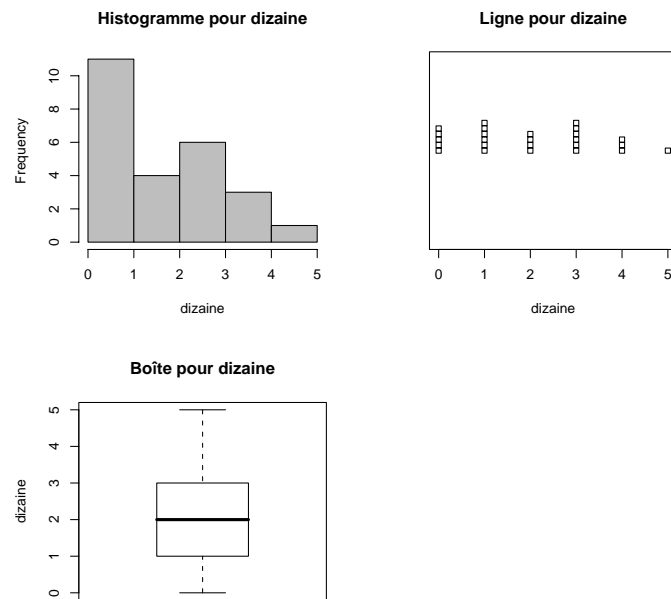 Histogramme pour dizaine
Frequency
0 2 4 6 8 10
0 1 2 3 4 5
dizaine
Ligne pour dizaine
0 1 2 3 4 5
dizaine
Boîte pour dizaine
dizaine
0 1 2 3 4 5